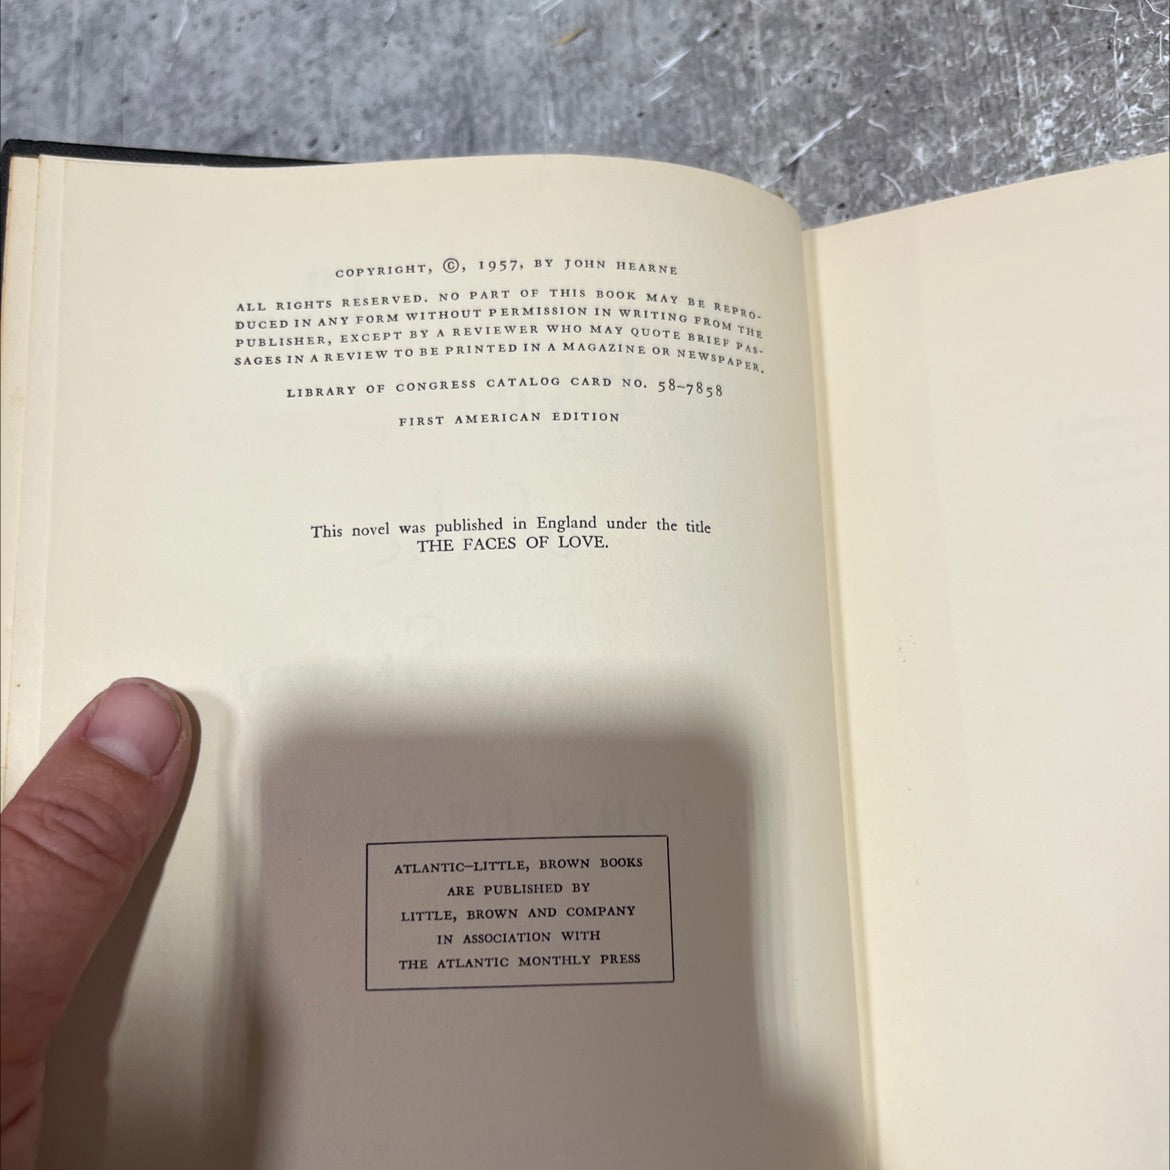 COPYRIGHT, ©, 1957, BY JOHN HEARNE
ALL RIGHTS RESERVED. NO PART OF THIS BOOK MAY BE REPRO-
DUCED IN ANY FORM WITHOUT PERMISSION IN WRITING FROM THE
PUBLISHER, EXCEPT BY A REVIEWER WHO MAY QUOTE BRIEF PAS-
SAGES IN A REVIEW TO BE PRINTED IN A MAGAZINE OR NEWSPAPER.
LIBRARY OF CONGRESS CATALOG CARD NO. 58-7858
FIRST AMERICAN EDITION
This novel was published in England under the title
THE FACES OF LOVE.
ATLANTIC–LITTLE, BROWN BOOKS
ARE PUBLISHED BY
LITTLE, BROWN AND COMPANY
IN ASSOCIATION WITH
THE ATLANTIC MONTHLY PRESS